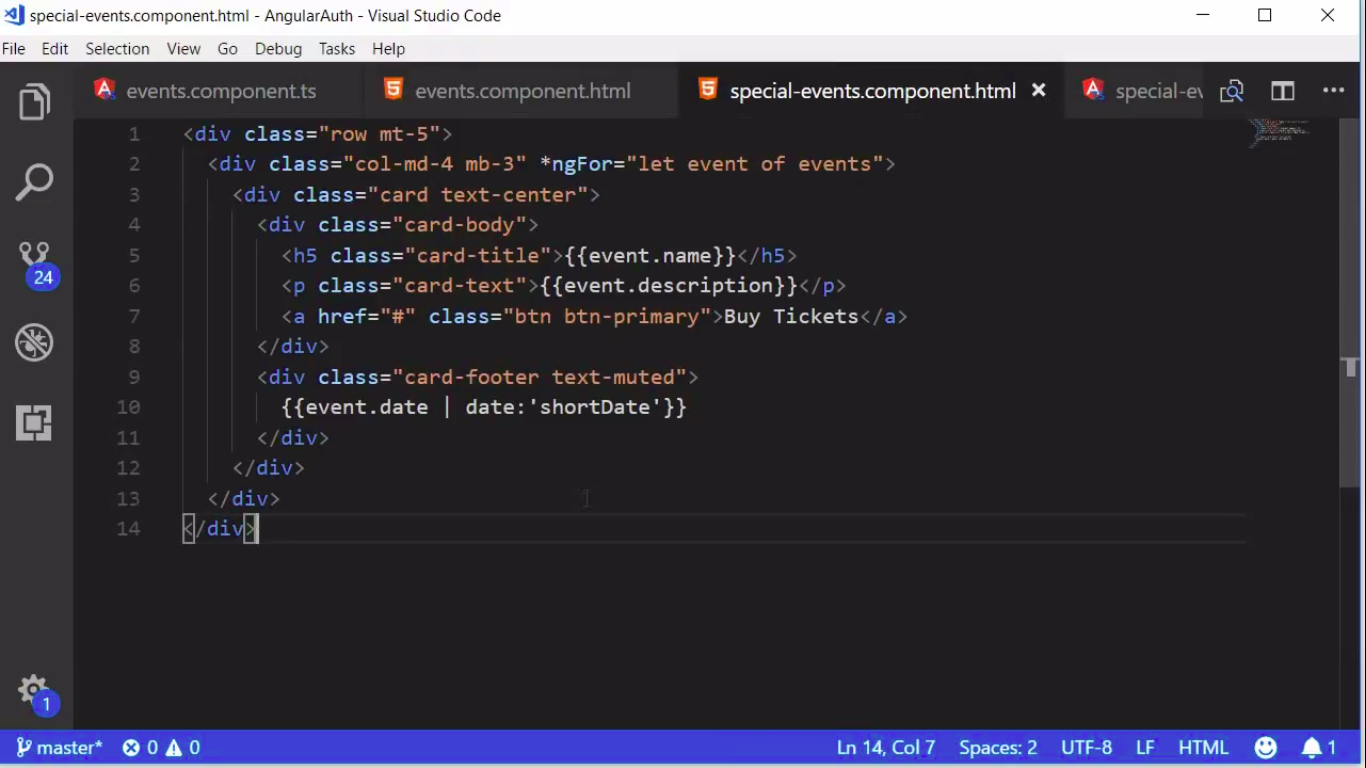 special-events.component.html - AngularAuth - Visual Studio Code
File Edit Selection View Go Debug Tasks Help
events.component.ts events.component.html special-events.component.html special-ev
1 <div class="row mt-5">
2 <div class="col-md-4 mb-3" *ngFor="let event of events">
3 <div class="card text-center">
4 <div class="card-body">
5 <h5 class="card-title">{{event.name}}</h5>
6 <p class="card-text">{{event.description}}</p>
7 <a href="#" class="btn btn-primary">Buy Tickets</a>
8 </div>
9 <div class="card-footer text-muted">
10 {{event.date | date:'shortDate'}}
11 </div>
12 </div>
13 </div>
14 </div>
24
1
master* 0 0 Ln 14, Col 7 Spaces: 2 UTF-8 LF HTML 1